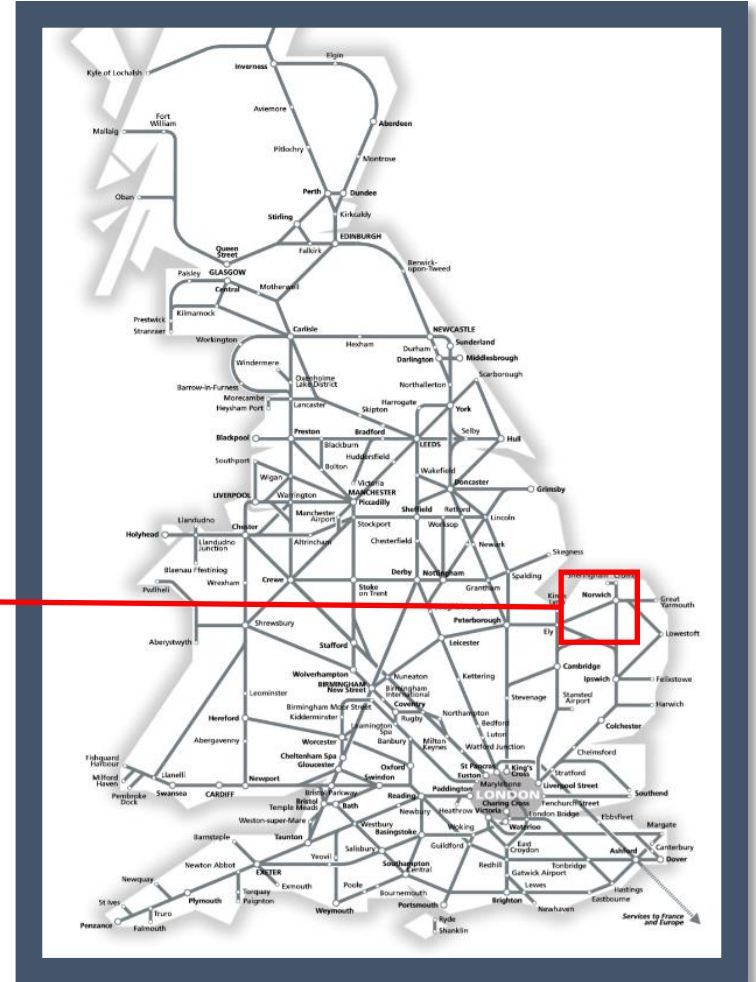 Elgin
Inverness
Kyle of Lochalsh
Aviemore
Fort
William
Aberdeen
Mallaig
Pitlochry
Montrose
Perth
Dundee
Oban
Stirling
Kirkcaldy
EDINBURGH
Queen
Street
Falkirk
Berwick-
upon-Tweed
Paisley
GLASGOW
Central
Motherwell
Prestwick
Kilmarnock
Stranraer
Carlisle
NEWCASTLE
Workington
Hexham
Sunderland
Durham
Darlington
Middlesbrough
Windermere
Scarborough
Oxenholme
Lake District
Barrow-in-Furness
Northallerton
Morecambe
Heysham Port
Lancaster
Harrogate
York
Skipton
Blackpool
Preston
Bradford
LEEDS
Selby
Hull
Blackburn
Huddersfield
Southport
Bolton
Wakefield
Wigan
Victoria
Doncaster
Grimsby
LIVERPOOL
Warrington
MANCHESTER
Piccadilly
Sheffield
Retford
Lincoln
Manchester
Airport
Stockport
Worksop
Llandudno
Holyhead
Chester
Llandudno
Junction
Altrincham
Chesterfield
Newark
Skegness
Blaenau Ffestiniog
Pwllheli
Wrexham
Crewe
Stoke
on Trent
Derby
Nottingham
Grantham
Spalding
Norwich
Great
Yarmouth
Shrewsbury
Peterborough
Ely
Lowestoft
Aberystwyth
Stafford
Leicester
Cambridge
Wolverhampton
BIRMINGHAM
New Street
Nuneaton
Birmingham
International
Kettering
Ipswich
Felixstowe
Leominster
Stevenage
Stansted
Airport
Harwich
Birmingham Moor Street
Kidderminster
Coventry
Rugby
Northampton
Hereford
Leamington
Spa
Bedford
Colchester
Abergavenny
Worcester
Banbury
Milton
Keynes
Luton
Watford Junction
Chelmsford
Cheltenham Spa
Gloucester
Oxford
St Pancras
Euston
King's
Cross
Stratford
Fishguard
Harbour
Llanelli
Newport
Swindon
Marylebone
Liverpool Street
Milford
Haven
Pembroke
Dock
Swansea
CARDIFF
Bristol Parkway
Reading
Paddington
LONDON
Southend
Bristol
Temple Meads
Bath
Newbury
Heathrow
Victoria
Charing Cross
Fenchurch Street
London Bridge
Ebbsfleet
Weston-super-Mare
Westbury
Basingstoke
Woking
Waterloo
Margate
Barnstaple
Taunton
Salisbury
Guildford
East
Croydon
Canterbury
Yeovil
Redhill
Tonbridge
Ashford
Dover
Newton Abbot
EXETER
Southampton
Central
Gatwick Airport
Newquay
Exmouth
Poole
Lewes
Hastings
St Ives
Plymouth
Torquay
Paignton
Bournemouth
Eastbourne
Truro
Weymouth
Portsmouth
Brighton
Newhaven
Penzance
Falmouth
Ryde
Shanklin
Services to France
and Europe